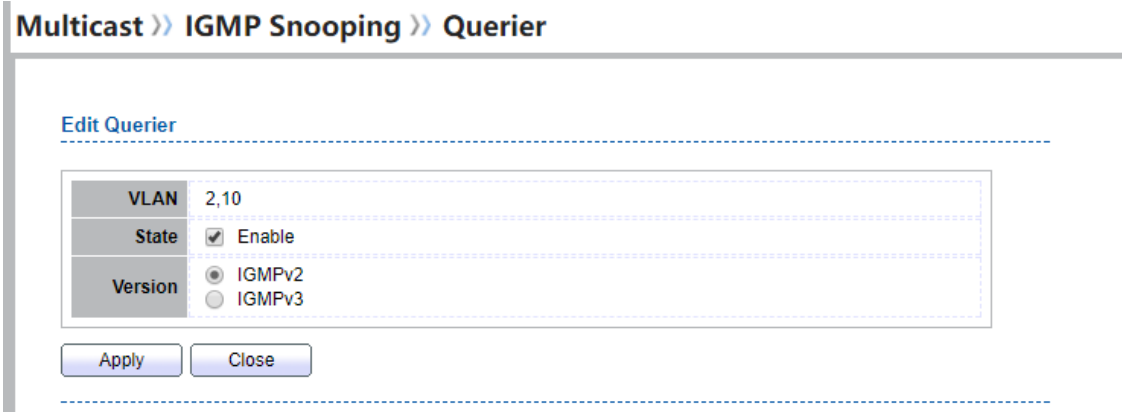 Multicast 》 IGMP Snooping 》 Querier
Edit Querier
VLAN 2,10
State Enable
Version IGMPv2
IGMPv3
Apply Close